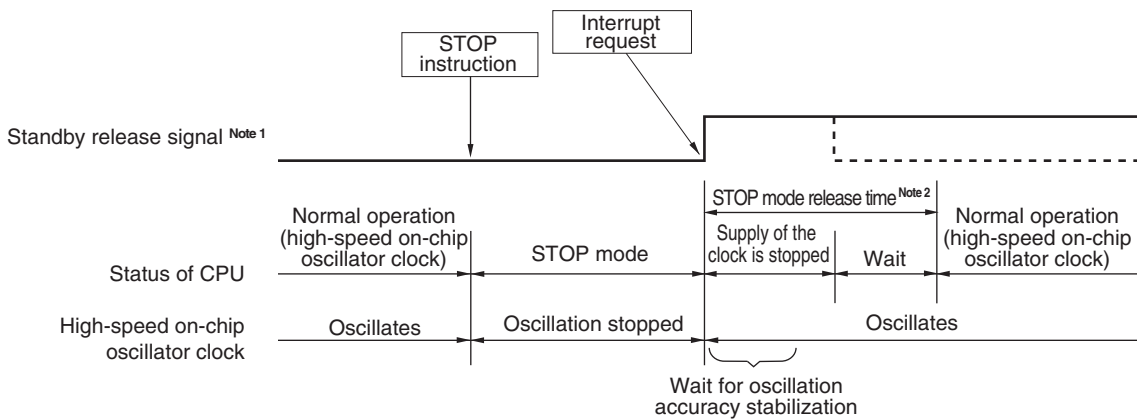 Interrupt
request
STOP
instruction
Standby release signal Note 1
STOP mode release time Note 2
Normal operation
(high-speed on-chip
oscillator clock)
Supply of the
clock is stopped
Normal operation
(high-speed on-chip
oscillator clock)
Status of CPU
STOP mode
Wait
High-speed on-chip
oscillator clock
Oscillates
Oscillation stopped
Oscillates
Wait for oscillation
accuracy stabilization